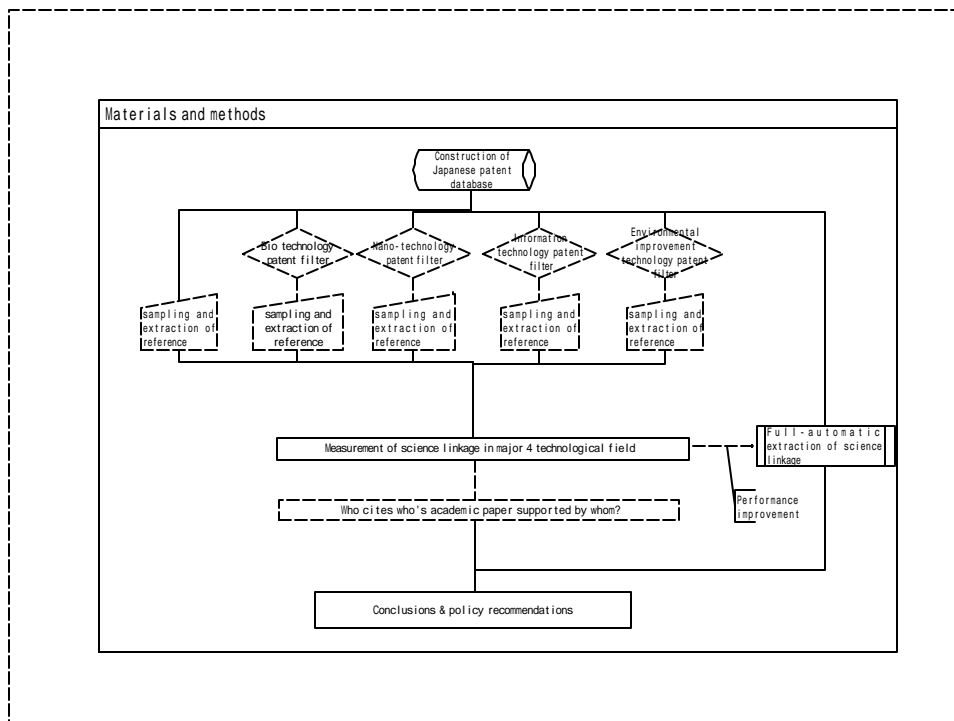 Materials and methods
Construction of
Japanese patent
database
Bio technology
patent filter
Nano-technology
patent filter
Information
technology patent
filter
Environmental
improvement
technology patent
filter
sampling and
extraction of
reference
sampling and
extraction of
reference
sampling and
extraction of
reference
sampling and
extraction of
reference
sampling and
extraction of
reference
Measurement of science linkage in major 4 technological field
Full-automatic
extraction of science
linkage
Performance
improvement
Who cites who's academic paper supported by whom?
Conclusions & policy recommendations